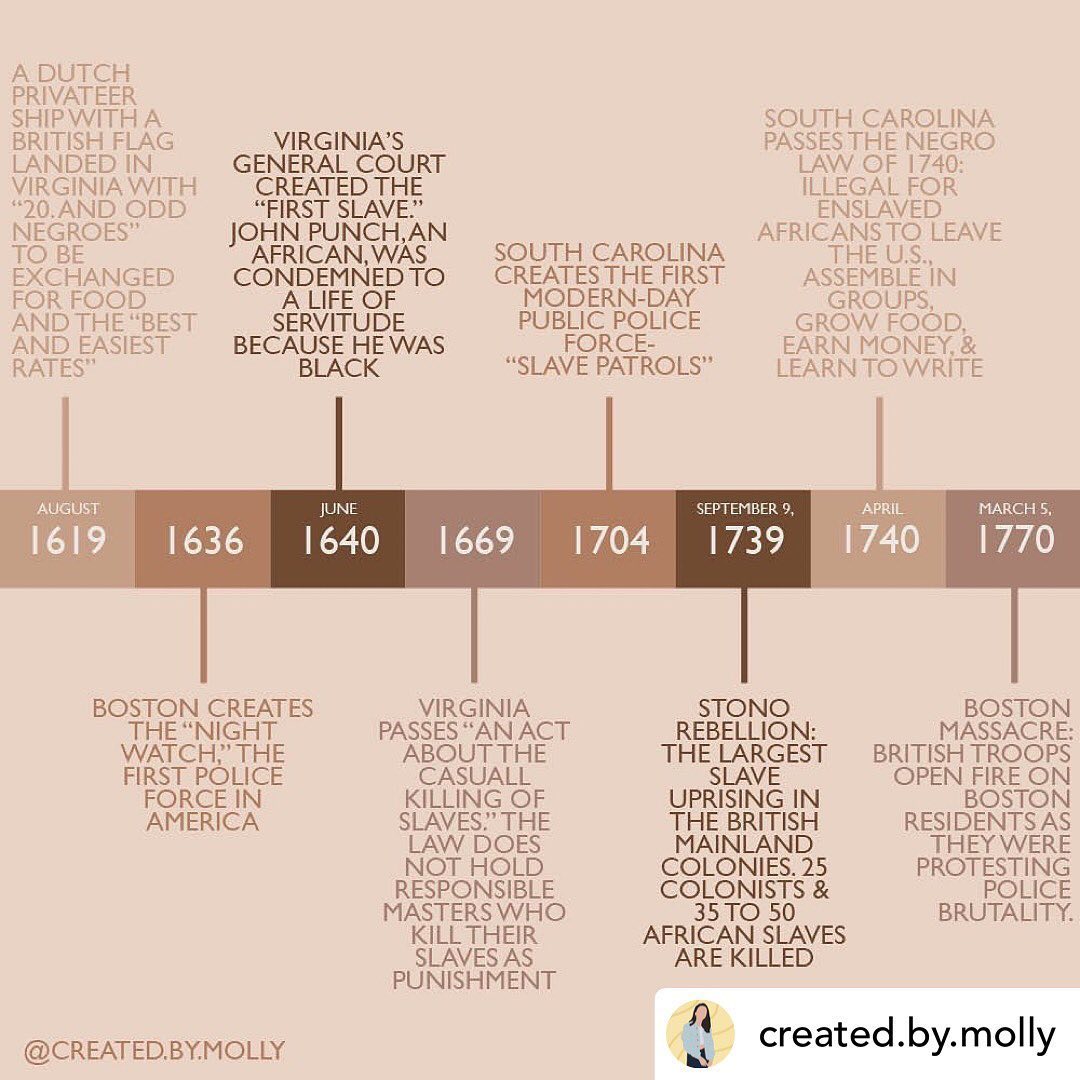 A DUTCH
PRIVATEER
SHIP WITH A
BRITISH FLAG
LANDED IN
VIRGINIA WITH
“20. AND ODD
NEGROES”
TO BE
EXCHANGED
FOR FOOD
AND THE “BEST
AND EASIEST
RATES”
VIRGINIA’S
GENERAL COURT
CREATED THE
“FIRST SLAVE.”
JOHN PUNCH, AN
AFRICAN, WAS
CONDEMNED TO
A LIFE OF
SERVITUDE
BECAUSE HE WAS
BLACK
SOUTH CAROLINA
CREATES THE FIRST
MODERN-DAY
PUBLIC POLICE
FORCE-
“SLAVE PATROLS”
SOUTH CAROLINA
PASSES THE NEGRO
LAW OF 1740:
ILLEGAL FOR
ENSLAVED
AFRICANS TO LEAVE
THE U.S.,
ASSEMBLE IN
GROUPS,
GROW FOOD,
EARN MONEY, &
LEARN TO WRITE
AUGUST
1619
1636
JUNE
1640
1669
1704
SEPTEMBER 9,
1739
APRIL
1740
MARCH 5,
1770
BOSTON CREATES
THE “NIGHT
WATCH,” THE
FIRST POLICE
FORCE IN
AMERICA
VIRGINIA
PASSES “AN ACT
ABOUT THE
CASUALL
KILLING OF
SLAVES.” THE
LAW DOES
NOT HOLD
RESPONSIBLE
MASTERS WHO
KILL THEIR
SLAVES AS
PUNISHMENT
STONO
REBELLION:
THE LARGEST
SLAVE
UPRISING IN
THE BRITISH
MAINLAND
COLONIES. 25
COLONISTS &
35 TO 50
AFRICAN SLAVES
ARE KILLED
BOSTON
MASSACRE:
BRITISH TROOPS
OPEN FIRE ON
BOSTON
RESIDENTS AS
THEY WERE
PROTESTING
POLICE
BRUTALITY.
@CREATED.BY.MOLLY
created.by.molly